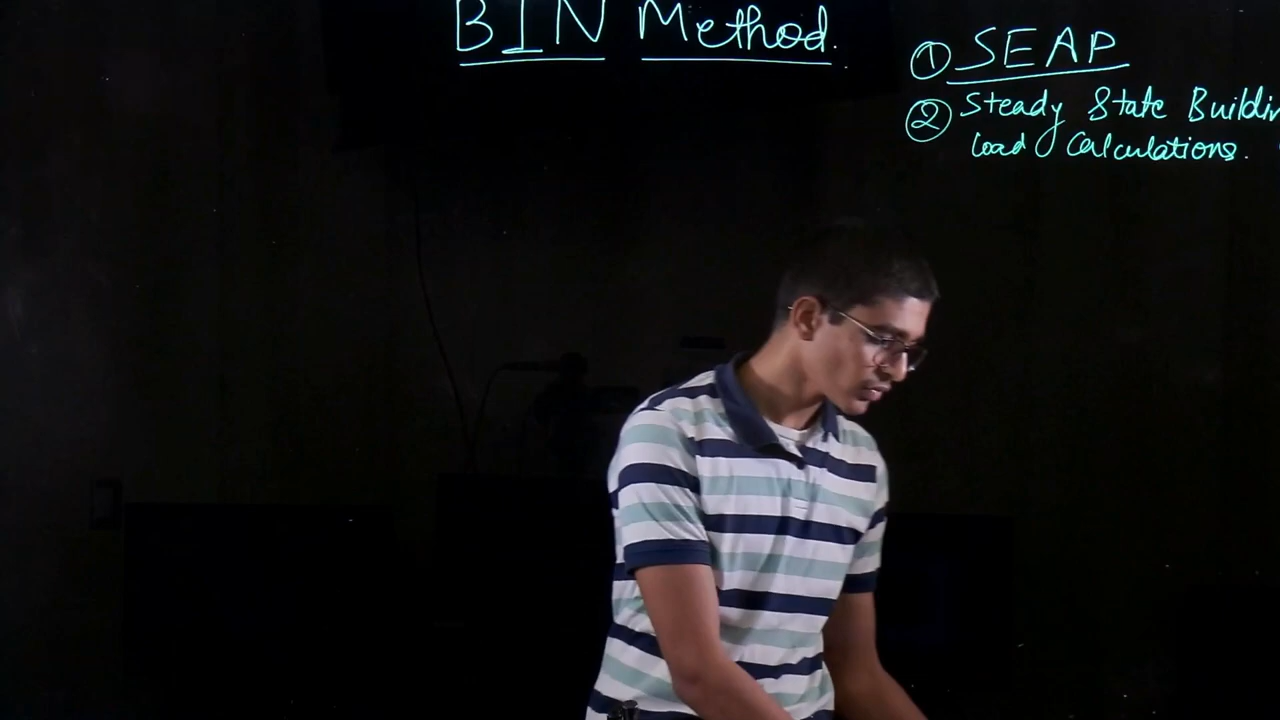 BIN Method.
① SEAP
② Steady State
Load Calculations.